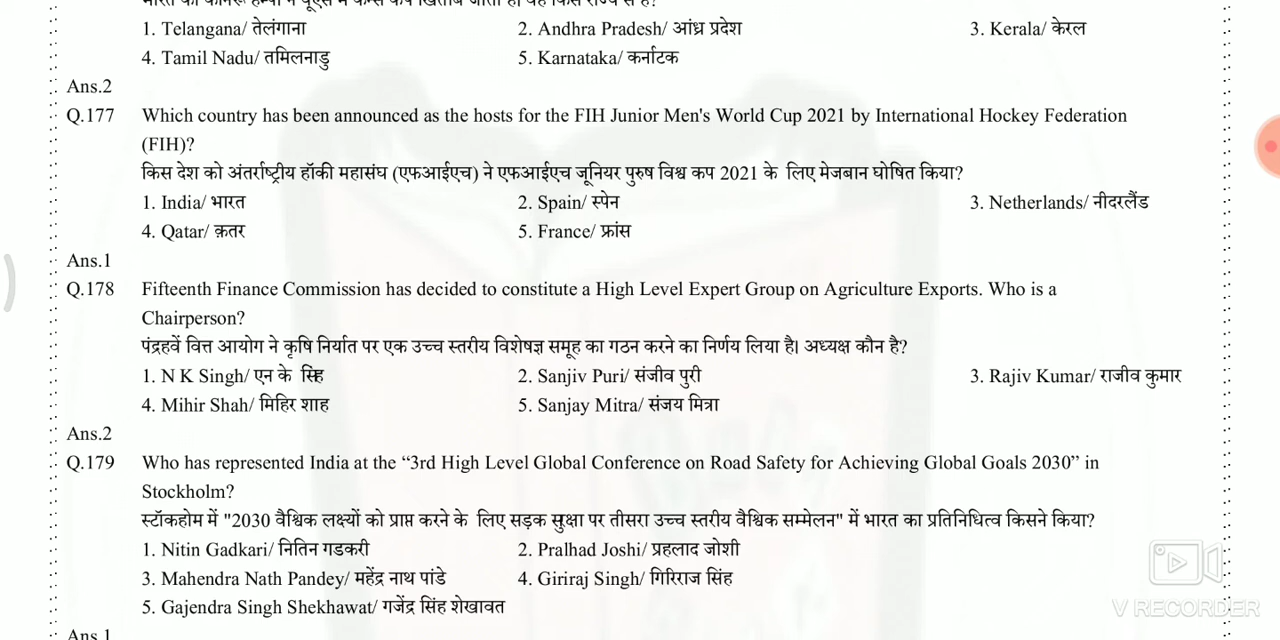 भारत की कोनेरू हम्पी ने यूएस में केर्न्स कप खिताब जीता है। वह किस राज्य से है?
1. Telangana/ तेलंगाना 2. Andhra Pradesh/ आंध्र प्रदेश 3. Kerala/ केरल
4. Tamil Nadu/ तमिलनाडु 5. Karnataka/ कर्नाटक
Ans.2
Q.177 Which country has been announced as the hosts for the FIH Junior Men's World Cup 2021 by International Hockey Federation
(FIH)?
किस देश को अंतर्राष्ट्रीय हॉकी महासंघ (एफआईएच) ने एफआईएच जूनियर पुरुष विश्व कप 2021 के लिए मेजबान घोषित किया?
1. India/ भारत 2. Spain/ स्पेन 3. Netherlands/ नीदरलैंड
4. Qatar/ क़तर 5. France/ फ्रांस
Ans.1
Q.178 Fifteenth Finance Commission has decided to constitute a High Level Expert Group on Agriculture Exports. Who is a
Chairperson?
पंद्रहवें वित्त आयोग ने कृषि निर्यात पर एक उच्च स्तरीय विशेषज्ञ समूह का गठन करने का निर्णय लिया है। अध्यक्ष कौन है?
1. N K Singh/ एन के सिंह 2. Sanjiv Puri/ संजीव पुरी 3. Rajiv Kumar/ राजीव कुमार
4. Mihir Shah/ मिहिर शाह 5. Sanjay Mitra/ संजय मित्रा
Ans.2
Q.179 Who has represented India at the “3rd High Level Global Conference on Road Safety for Achieving Global Goals 2030” in
Stockholm?
स्टॉकहोम में "2030 वैश्विक लक्ष्यों को प्राप्त करने के लिए सड़क सुरक्षा पर तीसरा उच्च स्तरीय वैश्विक सम्मेलन" में भारत का प्रतिनिधित्व किसने किया?
1. Nitin Gadkari/ नितिन गडकरी 2. Pralhad Joshi/ प्रहलाद जोशी
3. Mahendra Nath Pandey/ महेंद्र नाथ पांडे 4. Giriraj Singh/ गिरिराज सिंह
5. Gajendra Singh Shekhawat/ गजेंद्र सिंह शेखावत
Ans.1
V RECORDER